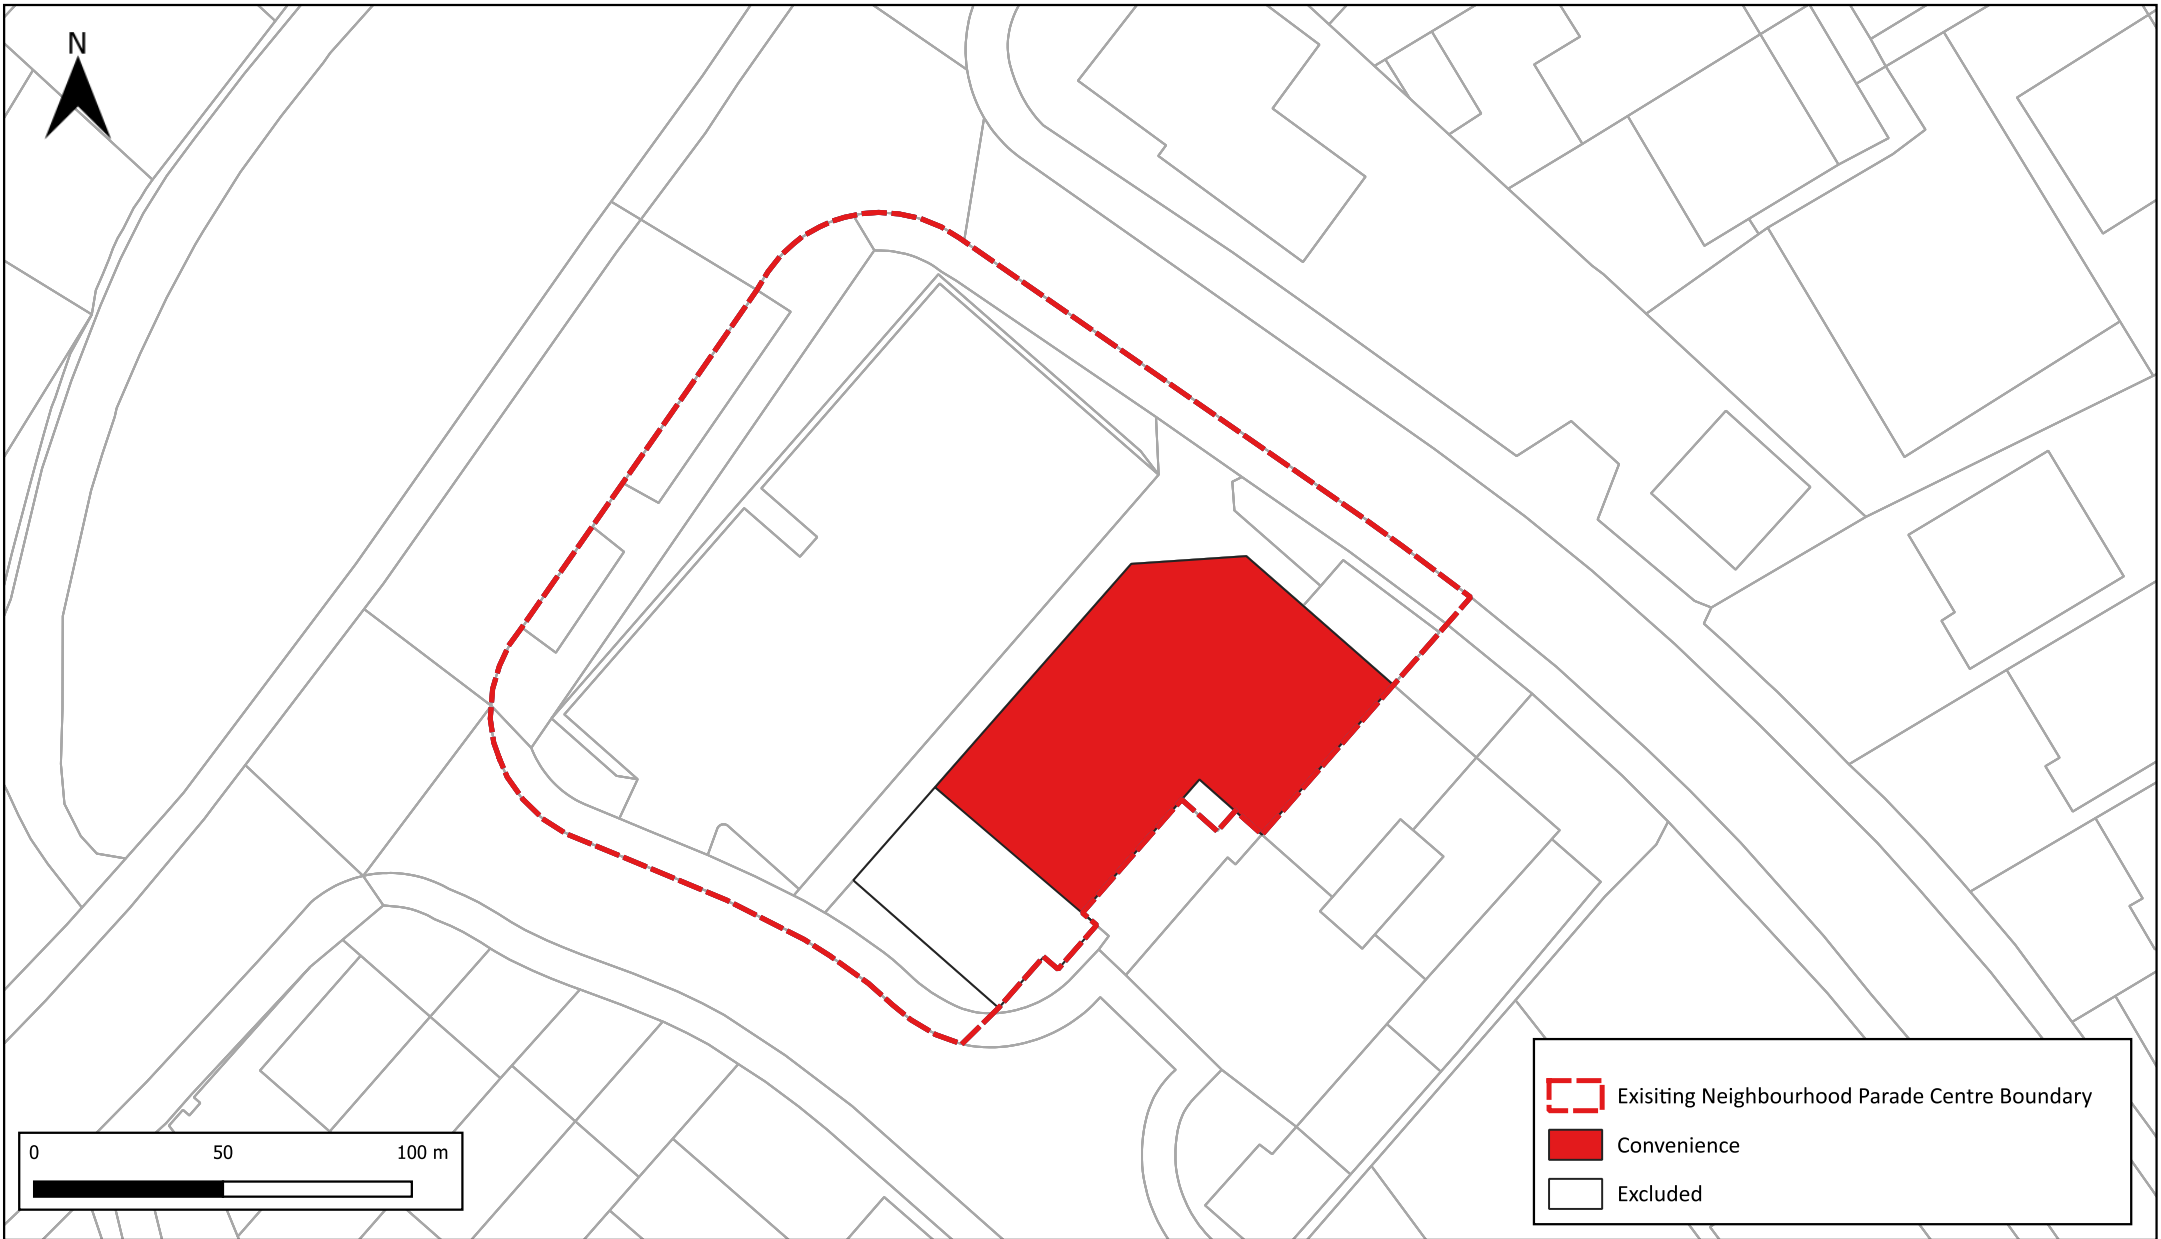 N
0 50 100 m
Exisiting Neighbourhood Parade Centre Boundary
Convenience
Excluded